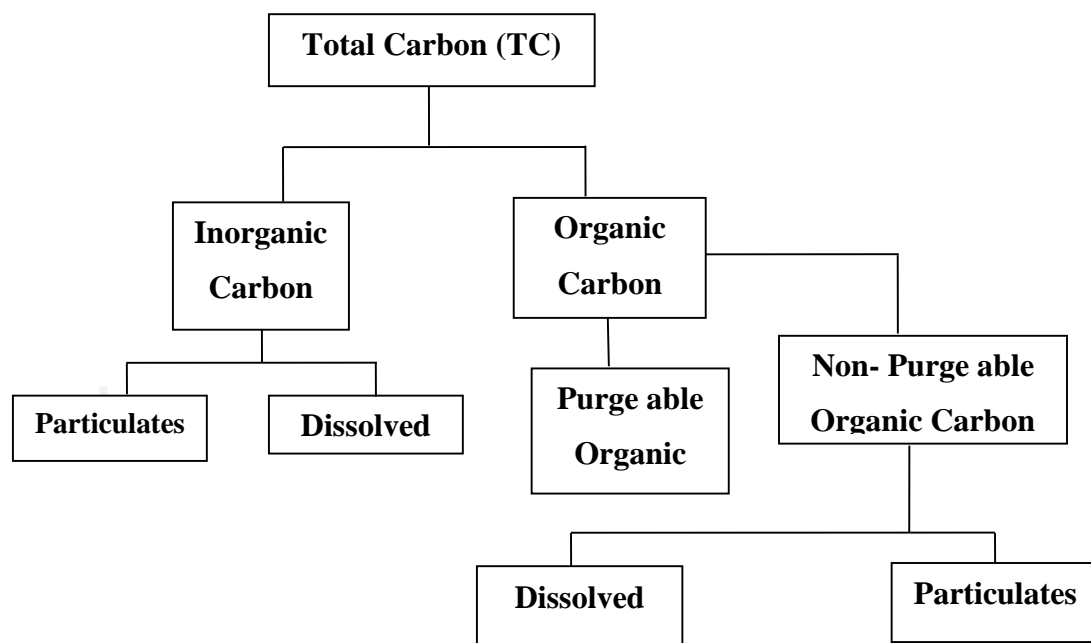 Total Carbon (TC)
Inorganic
Carbon
Organic
Carbon
Particulates
Dissolved
Purge able
Organic
Non- Purge able
Organic Carbon
Dissolved
Particulates